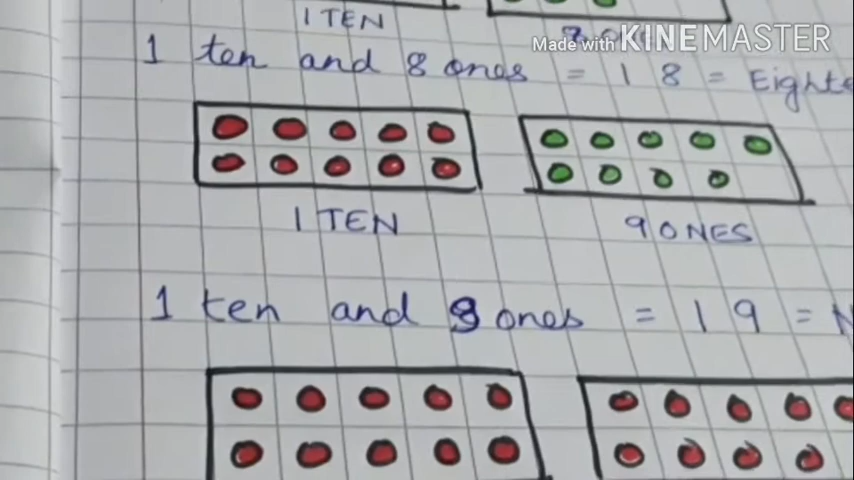 1 TEN
Made with KINEMASTER
1 ten and 8 ones = 1 8 = Eighte
1 TEN 9 ONES
1 ten and 9 ones = 1 9 = N